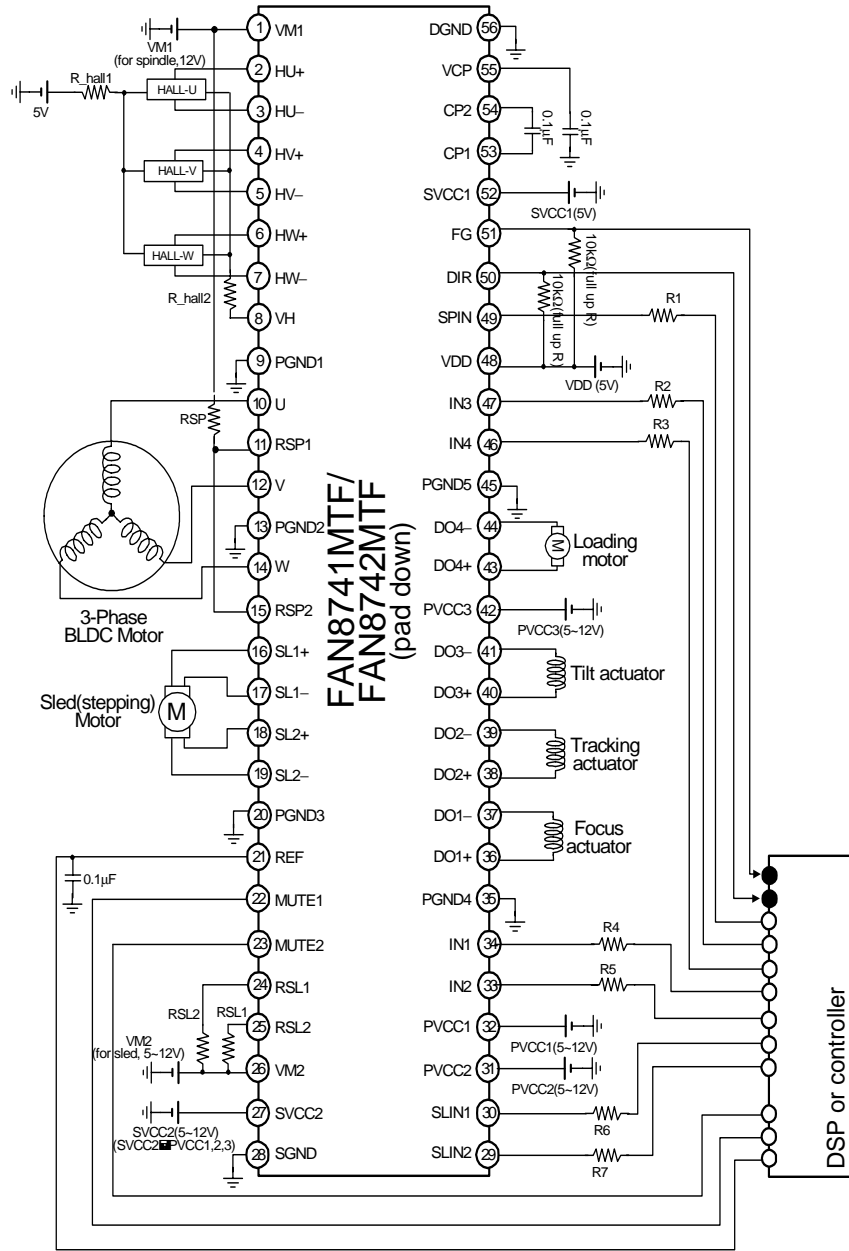 1 VM1
2 HU+
3 HU−
4 HV+
5 HV−
6 HW+
7 HW−
8 VH
9 PGND1
10 U
11 RSP1
12 V
13 PGND2
14 W
15 RSP2
16 SL1+
17 SL1−
18 SL2+
19 SL2−
20 PGND3
21 REF
22 MUTE1
23 MUTE2
24 RSL1
25 RSL2
26 VM2
27 SVCC2
28 SGND
VM1
(for spindle,12V)
R_hall1
5V
HALL-U
HALL-V
HALL-W
R_hall2
RSP
3-Phase
BLDC Motor
Sled(stepping)
Motor
M
0.1µF
RSL2
RSL1
VM2
(for sled, 5~12V)
SVCC2(5~12V)
(SVCC2 PVCC1,2,3)
FAN8741MTF/
FAN8742MTF
(pad down)
DGND 56
VCP 55
CP2 54
CP1 53
SVCC1 52
FG 51
DIR 50
SPIN 49
VDD 48
IN3 47
IN4 46
PGND5 45
DO4− 44
DO4+ 43
PVCC3 42
DO3− 41
DO3+ 40
DO2− 39
DO2+ 38
DO1− 37
DO1+ 36
PGND4 35
IN1 34
IN2 33
PVCC1 32
PVCC2 31
SLIN1 30
SLIN2 29
0.1µF
0.1µF
SVCC1(5V)
10kΩ(full up R)
10kΩ(full up R)
R1
VDD (5V)
R2
R3
M
Loading
motor
PVCC3(5~12V)
Tilt actuator
Tracking
actuator
Focus
actuator
R4
R5
PVCC1(5~12V)
PVCC2(5~12V)
R6
R7
DSP or controller